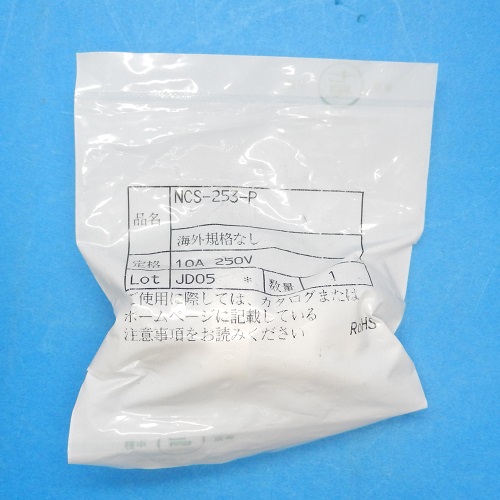 品名 NCS-253-P
海外規格なし
定格 10A 250V
Lot JD05 * 数量 1
ご使用に際しては、カタログまたは
ホームページに記載している
注意事項をお読みください
RoHS